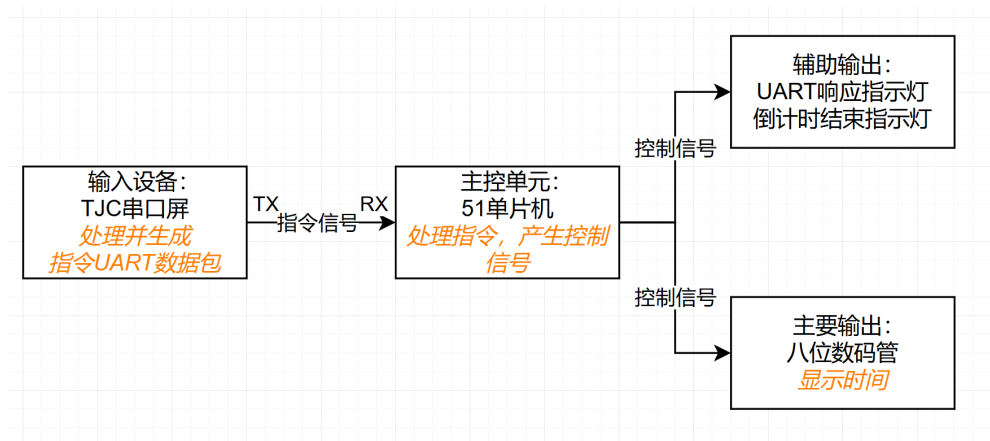 输入设备：
TJC串口屏
处理并生成
指令UART数据包
TX
指令信号
RX
主控单元：
51单片机
处理指令，产生控制
信号
控制信号
辅助输出：
UART响应指示灯
倒计时结束指示灯
控制信号
主要输出：
八位数码管
显示时间